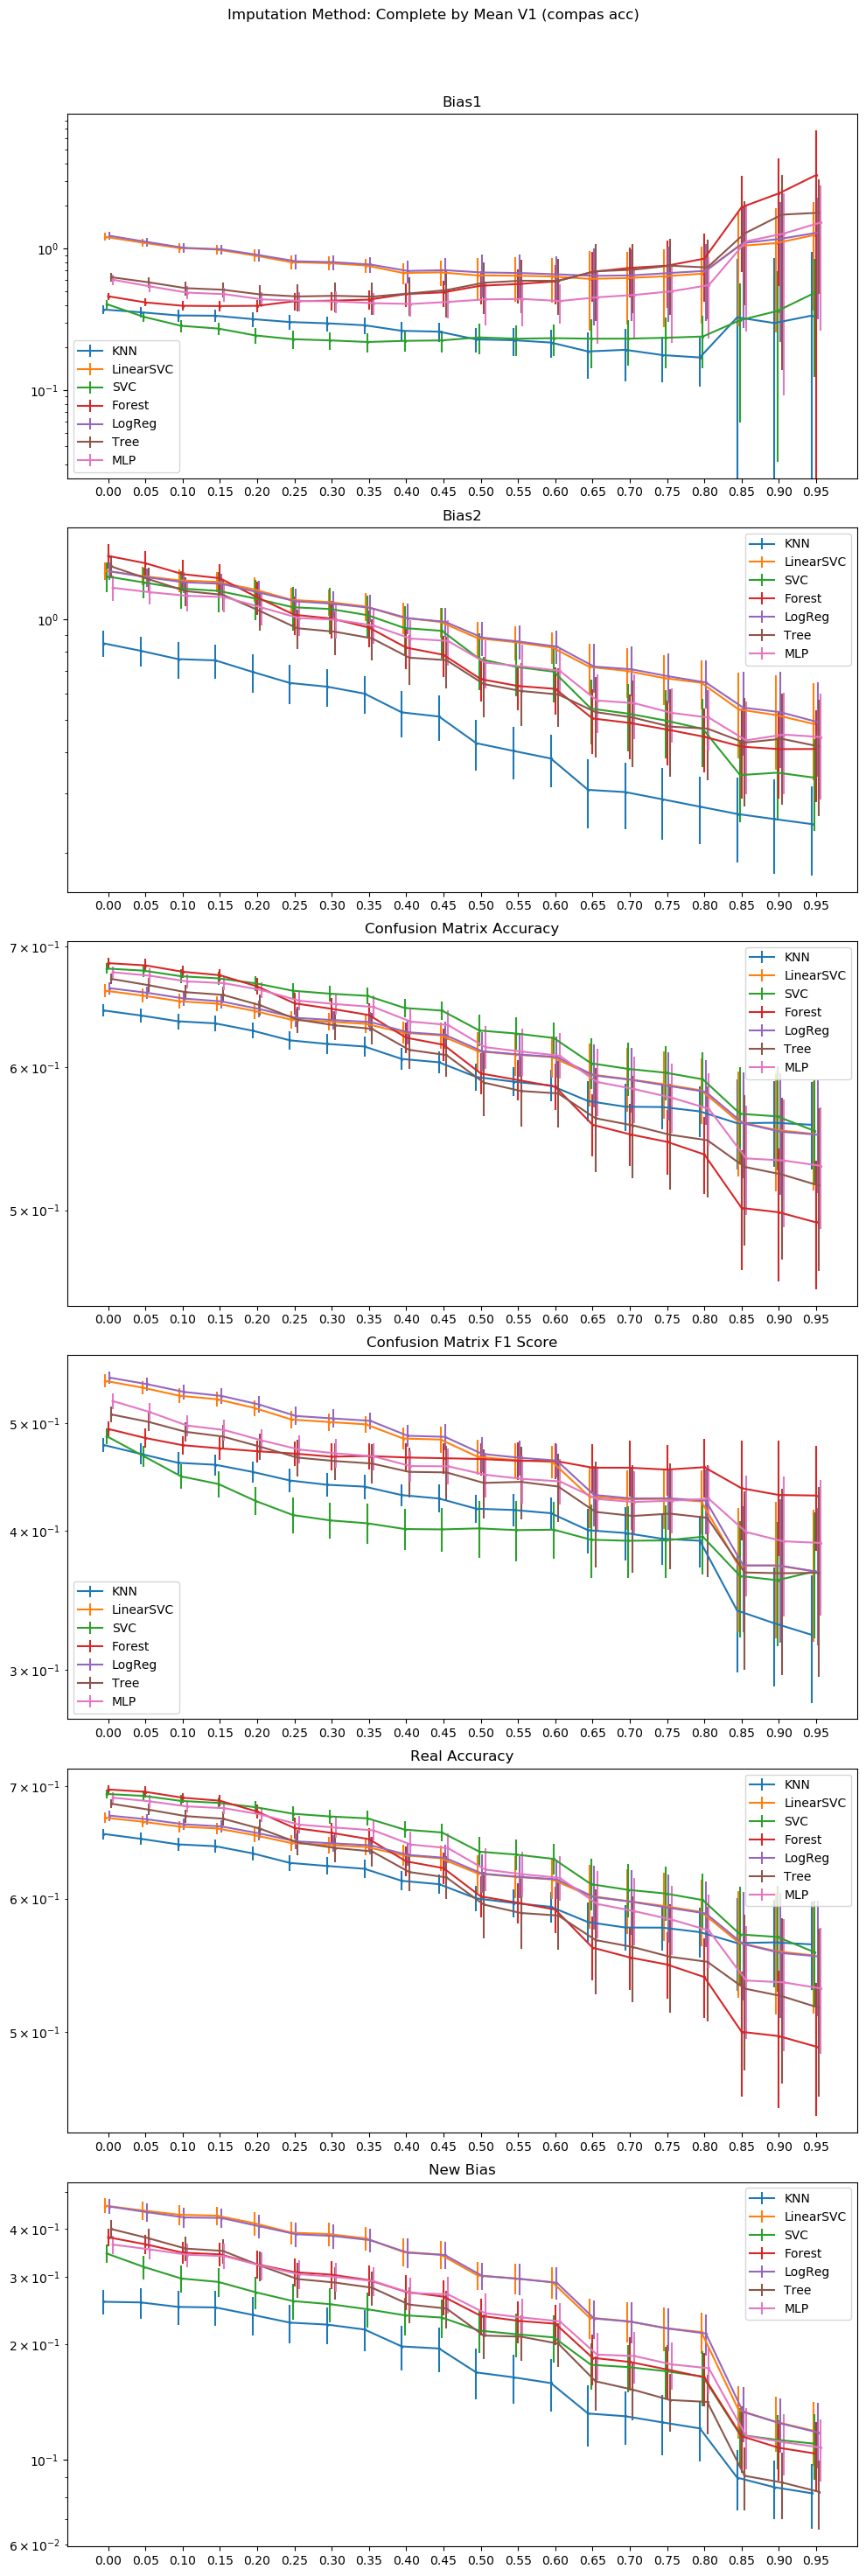 Imputation Method: Complete by Mean V1 (compas acc)
Bias1
10^0
10^-1
KNN
LinearSVC
SVC
Forest
LogReg
Tree
MLP
0.00 0.05 0.10 0.15 0.20 0.25 0.30 0.35 0.40 0.45 0.50 0.55 0.60 0.65 0.70 0.75 0.80 0.85 0.90 0.95
Bias2
10^0
KNN
LinearSVC
SVC
Forest
LogReg
Tree
MLP
0.00 0.05 0.10 0.15 0.20 0.25 0.30 0.35 0.40 0.45 0.50 0.55 0.60 0.65 0.70 0.75 0.80 0.85 0.90 0.95
Confusion Matrix Accuracy
7 × 10^-1
6 × 10^-1
5 × 10^-1
KNN
LinearSVC
SVC
Forest
LogReg
Tree
MLP
0.00 0.05 0.10 0.15 0.20 0.25 0.30 0.35 0.40 0.45 0.50 0.55 0.60 0.65 0.70 0.75 0.80 0.85 0.90 0.95
Confusion Matrix F1 Score
5 × 10^-1
4 × 10^-1
3 × 10^-1
KNN
LinearSVC
SVC
Forest
LogReg
Tree
MLP
0.00 0.05 0.10 0.15 0.20 0.25 0.30 0.35 0.40 0.45 0.50 0.55 0.60 0.65 0.70 0.75 0.80 0.85 0.90 0.95
Real Accuracy
7 × 10^-1
6 × 10^-1
5 × 10^-1
KNN
LinearSVC
SVC
Forest
LogReg
Tree
MLP
0.00 0.05 0.10 0.15 0.20 0.25 0.30 0.35 0.40 0.45 0.50 0.55 0.60 0.65 0.70 0.75 0.80 0.85 0.90 0.95
New Bias
4 × 10^-1
3 × 10^-1
2 × 10^-1
10^-1
6 × 10^-2
KNN
LinearSVC
SVC
Forest
LogReg
Tree
MLP
0.00 0.05 0.10 0.15 0.20 0.25 0.30 0.35 0.40 0.45 0.50 0.55 0.60 0.65 0.70 0.75 0.80 0.85 0.90 0.95